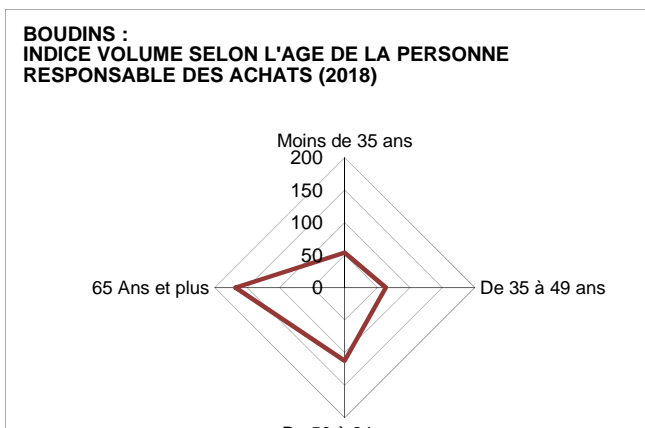 BOUDINS :
INDICE VOLUME SELON L'AGE DE LA PERSONNE
RESPONSABLE DES ACHATS (2018)
Moins de 35 ans
200
150
100
50
0
65 Ans et plus
De 35 à 49 ans